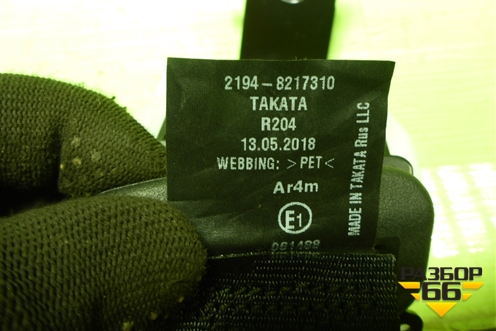 2194-8217310
TAKATA
R204
13.05.2018
WEBBING: >PET<
Ar4m
E1
MADE IN TAKATA Rus LLC
РАЗБОР
66